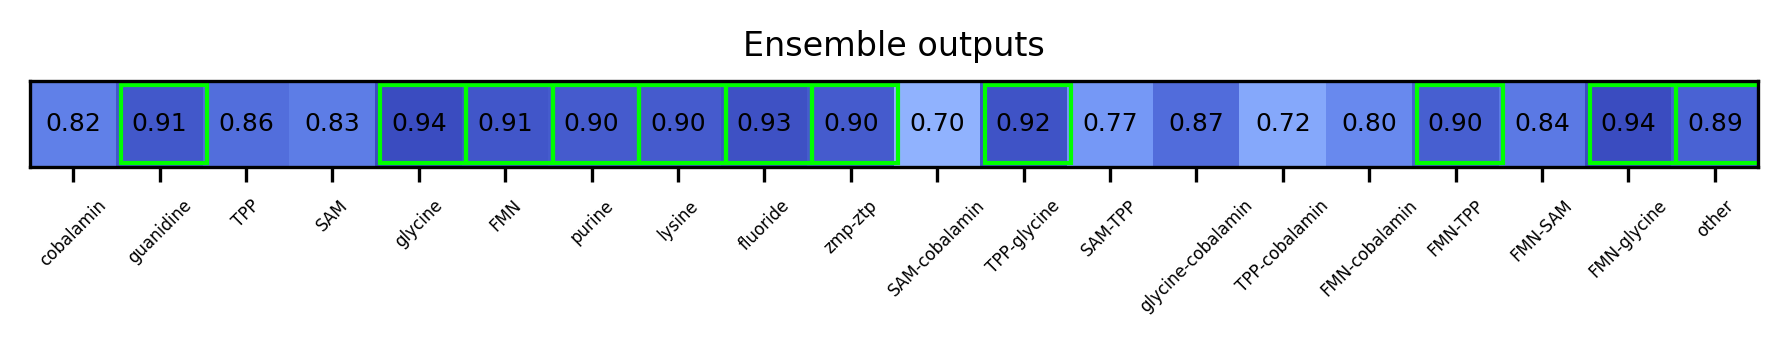 Ensemble outputs
0.82 0.91 0.86 0.83 0.94 0.91 0.90 0.90 0.93 0.90 0.70 0.92 0.77 0.87 0.72 0.80 0.90 0.84 0.94 0.89
cobalamin guanidine TPP SAM glycine FMN purine lysine fluoride zmp-ztp SAM-cobalamin TPP-glycine SAM-TPP glycine-cobalamin TPP-cobalamin FMN-cobalamin FMN-TPP FMN-SAM FMN-glycine other